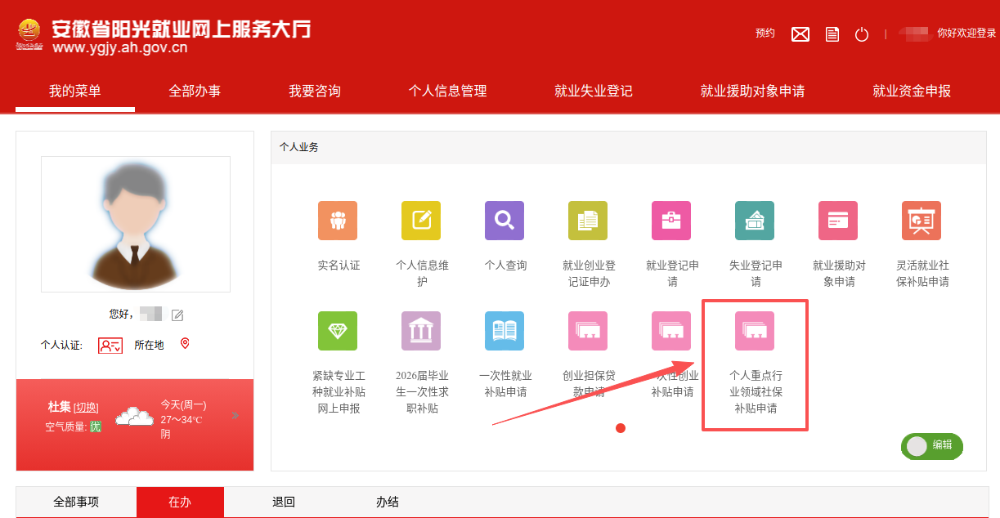 安徽省阳光就业网上服务大厅
www.ygjy.ah.gov.cn
预约
你好欢迎登录
我的菜单 全部办事 我要咨询 个人信息管理 就业失业登记 就业援助对象申请 就业资金申报
个人业务
实名认证
个人信息维
护
个人查询
就业创业登
记证申办
就业登记申
请
失业登记申
请
就业援助对
象申请
灵活就业社
保补贴申请
紧缺专业工
种就业补贴
网上申报
2026届毕业
生一次性求
职补贴
一次性就业
补贴申请
创业担保贷
款申请
次性创业
补贴申请
个人重点行
业领域社保
补贴申请
编辑
您好，
个人认证: 所在地
杜集 [切换]
空气质量: 优
今天(周一)
27～34℃
阴
全部事项 在办 退回 办结